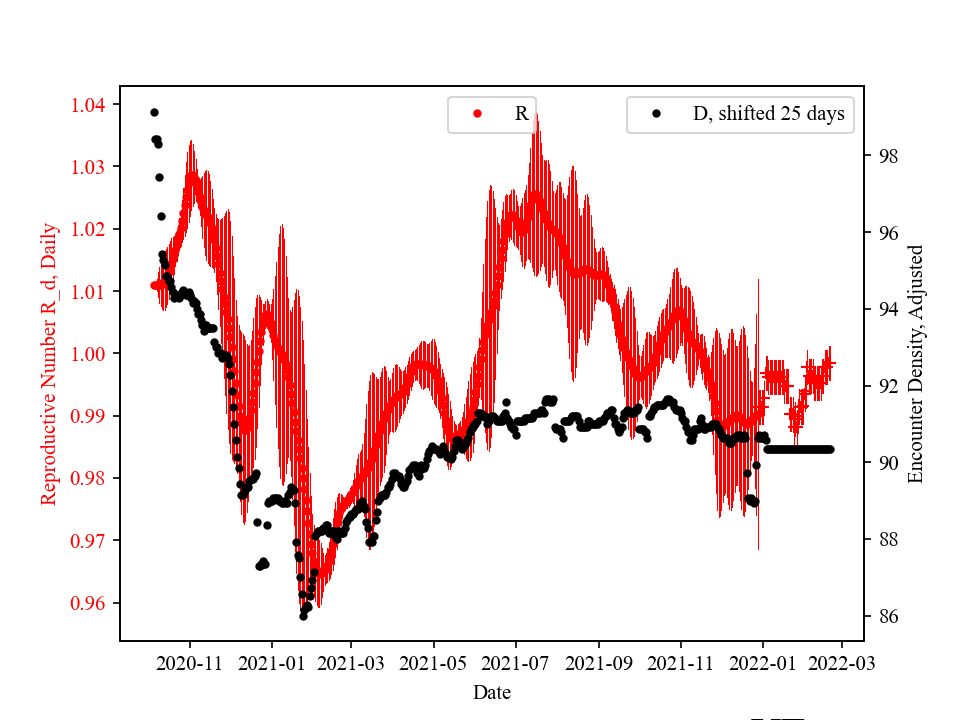 R
D, shifted 25 days
1.04
1.03
1.02
1.01
1.00
0.99
0.98
0.97
0.96
Reproductive Number R_d, Daily
98
96
94
92
90
88
86
Encounter Density, Adjusted
2020-11 2021-01 2021-03 2021-05 2021-07 2021-09 2021-11 2022-01 2022-03
Date